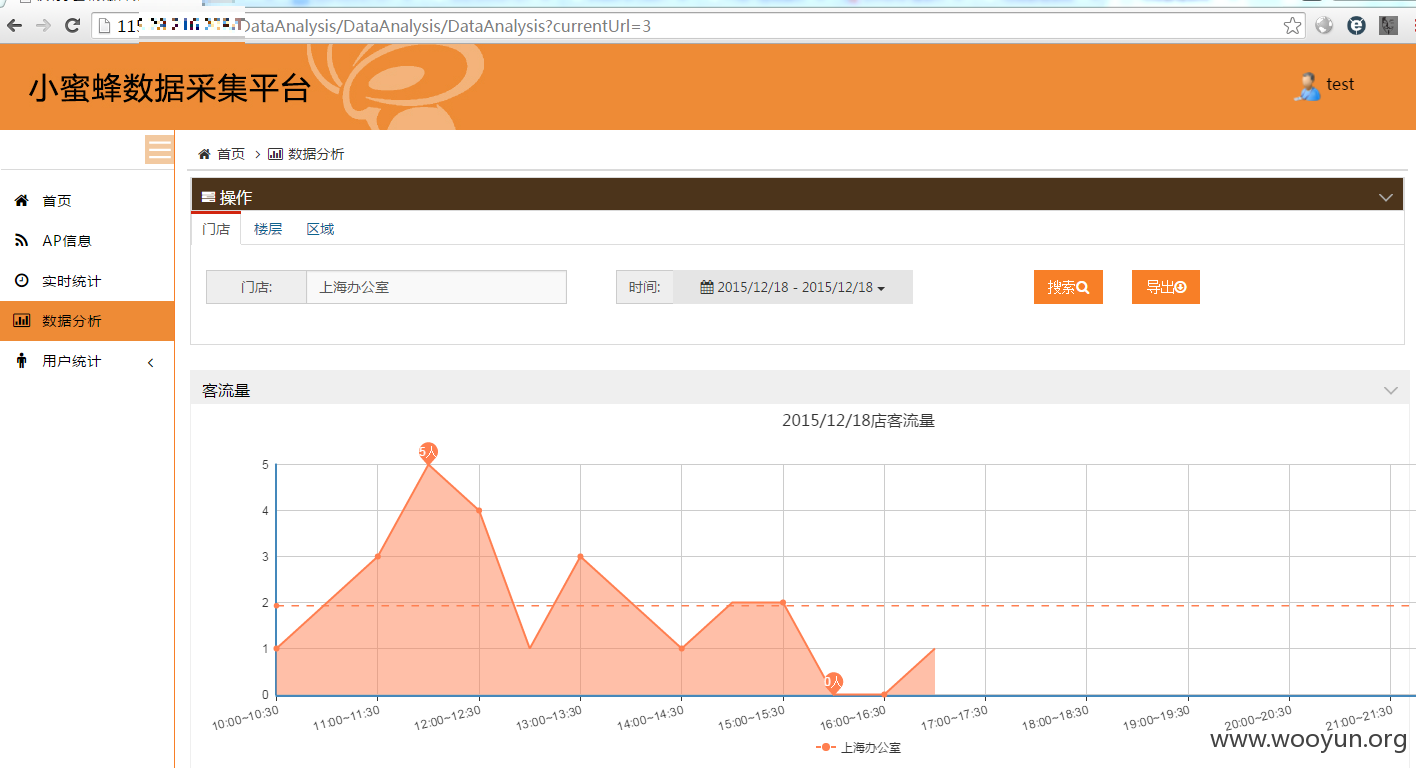 115
DataAnalysis/DataAnalysis/DataAnalysis?currentUrl=3
小蜜蜂数据采集平台
test
首页
AP信息
实时统计
数据分析
用户统计
首页 > 数据分析
操作
门店 楼层 区域
门店: 上海办公室 时间: 2015/12/18 - 2015/12/18 搜索 导出
客流量
2015/12/18店客流量
5人
5
4
3
2
1
0人
0
10:00~10:30 11:00~11:30 12:00~12:30 13:00~13:30 14:00~14:30 15:00~15:30 16:00~16:30 17:00~17:30 18:00~18:30 19:00~19:30 20:00~20:30 21:00~21:30
上海办公室
www.wooyun.org